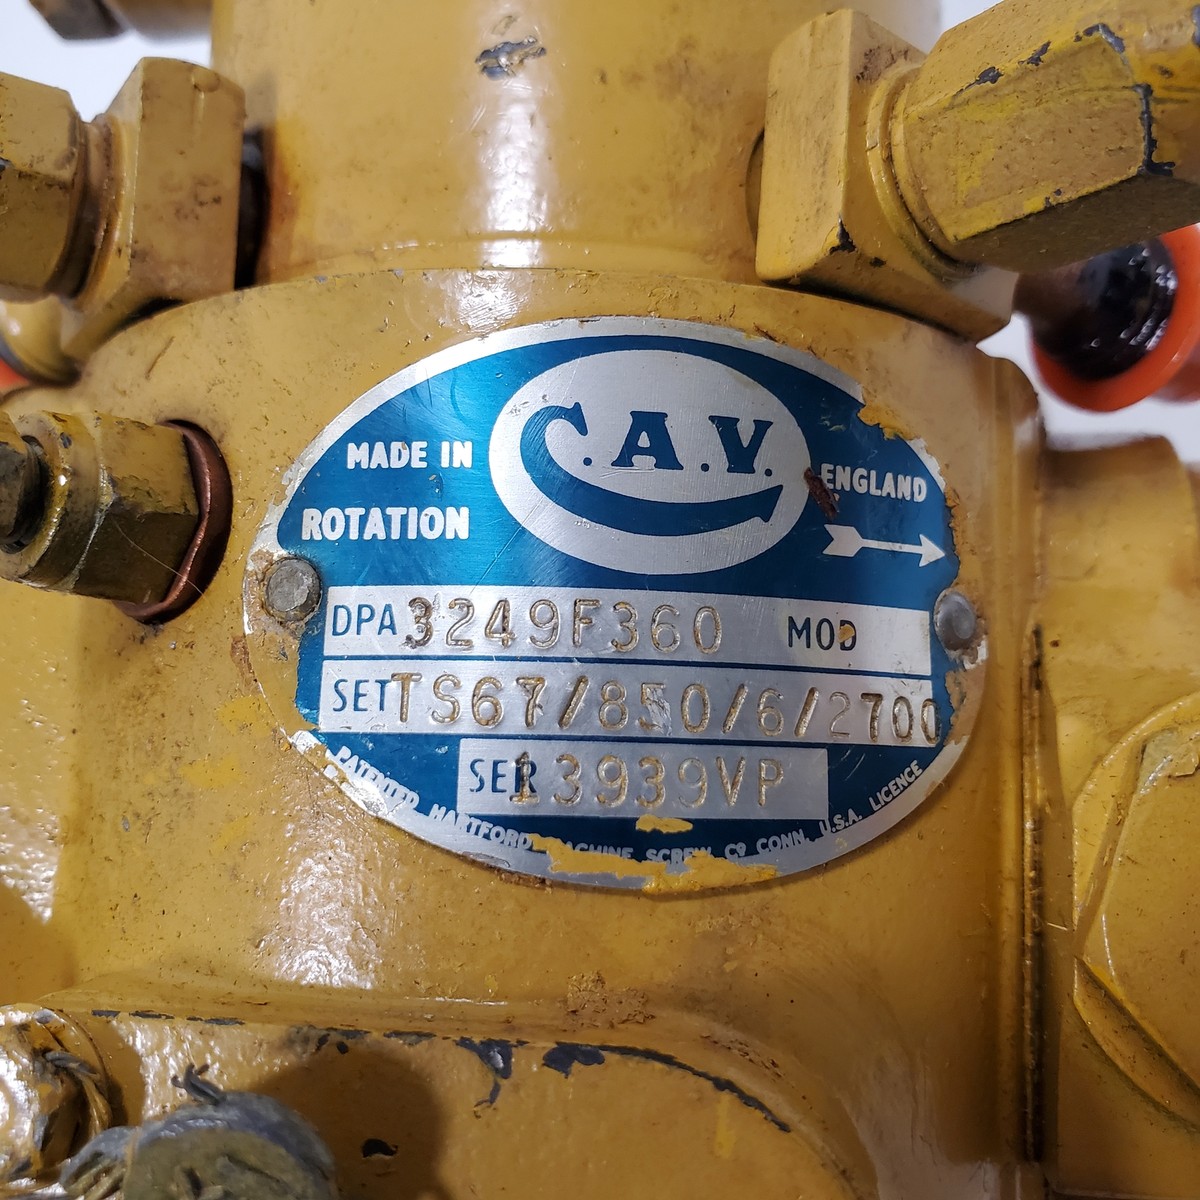 C.A.V.
MADE IN ENGLAND
ROTATION
DPA 3249F360 MOD
SET TS67/850/6/2700
SER 13939VP
PATENTED HARTFORD MACHINE SCREW Cº CONN. U.S.A. LICENCE